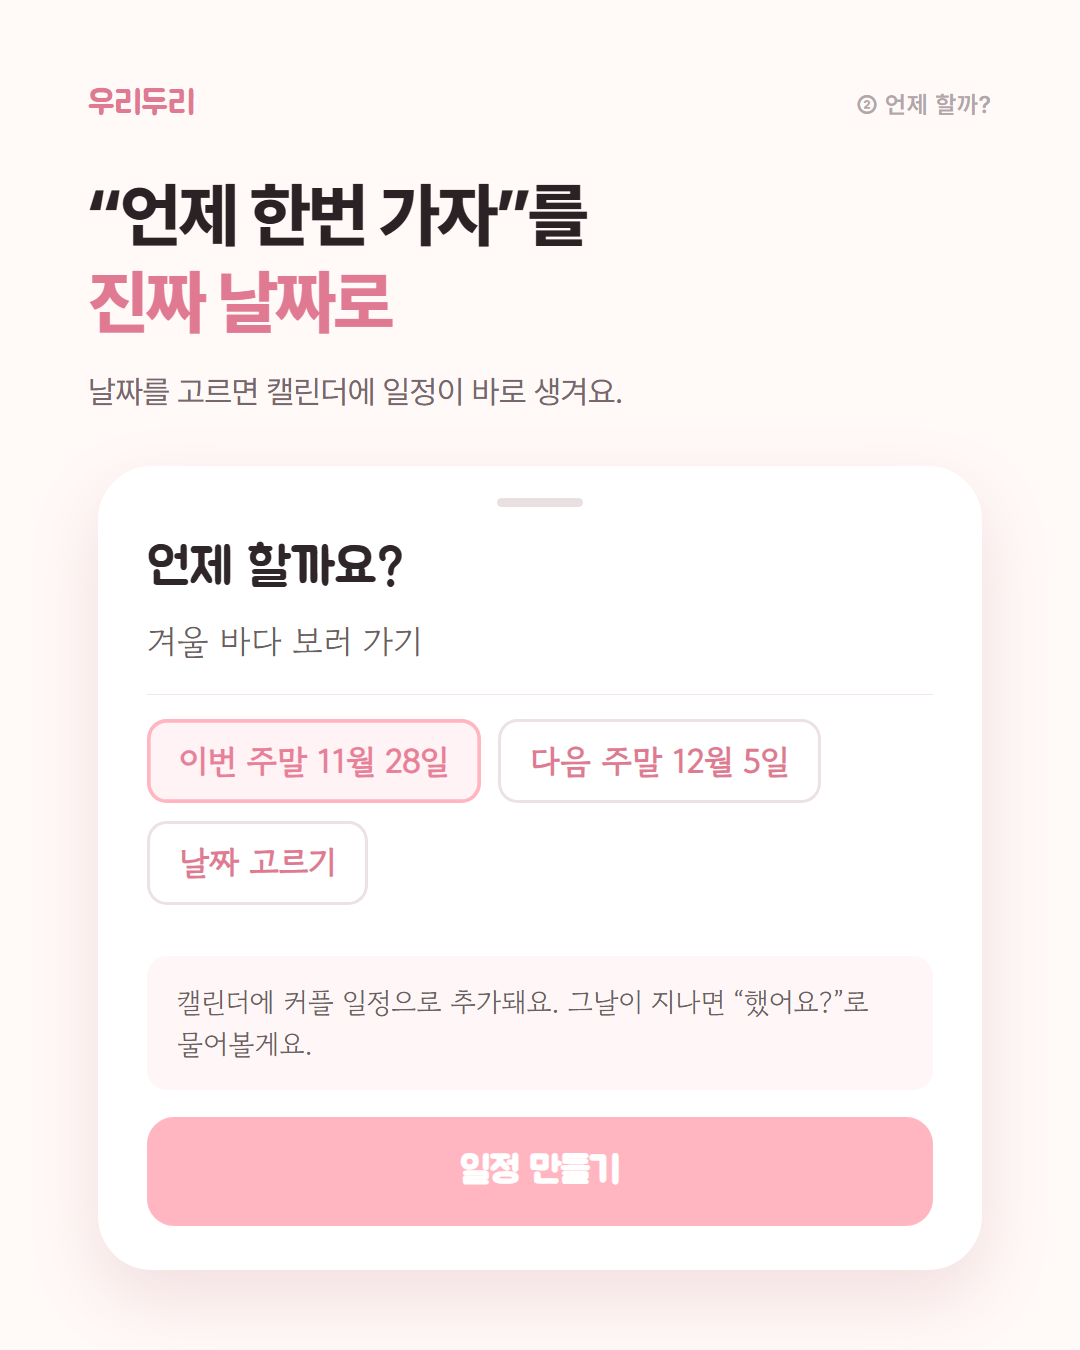 우리두리
② 언제 할까?
“언제 한번 가자”를
진짜 날짜로
날짜를 고르면 캘린더에 일정이 바로 생겨요.
언제 할까요?
겨울 바다 보러 가기
이번 주말 11월 28일
다음 주말 12월 5일
날짜 고르기
캘린더에 커플 일정으로 추가돼요. 그날이 지나면 “했어요?”로
물어볼게요.
일정 만들기